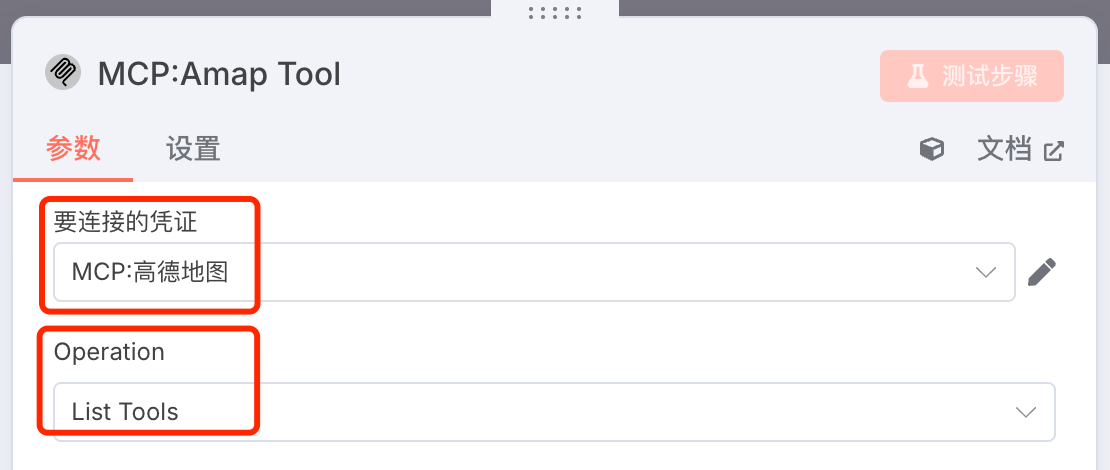 MCP:Amap Tool
测试步骤
参数
设置
文档
要连接的凭证
MCP:高德地图
Operation
List Tools